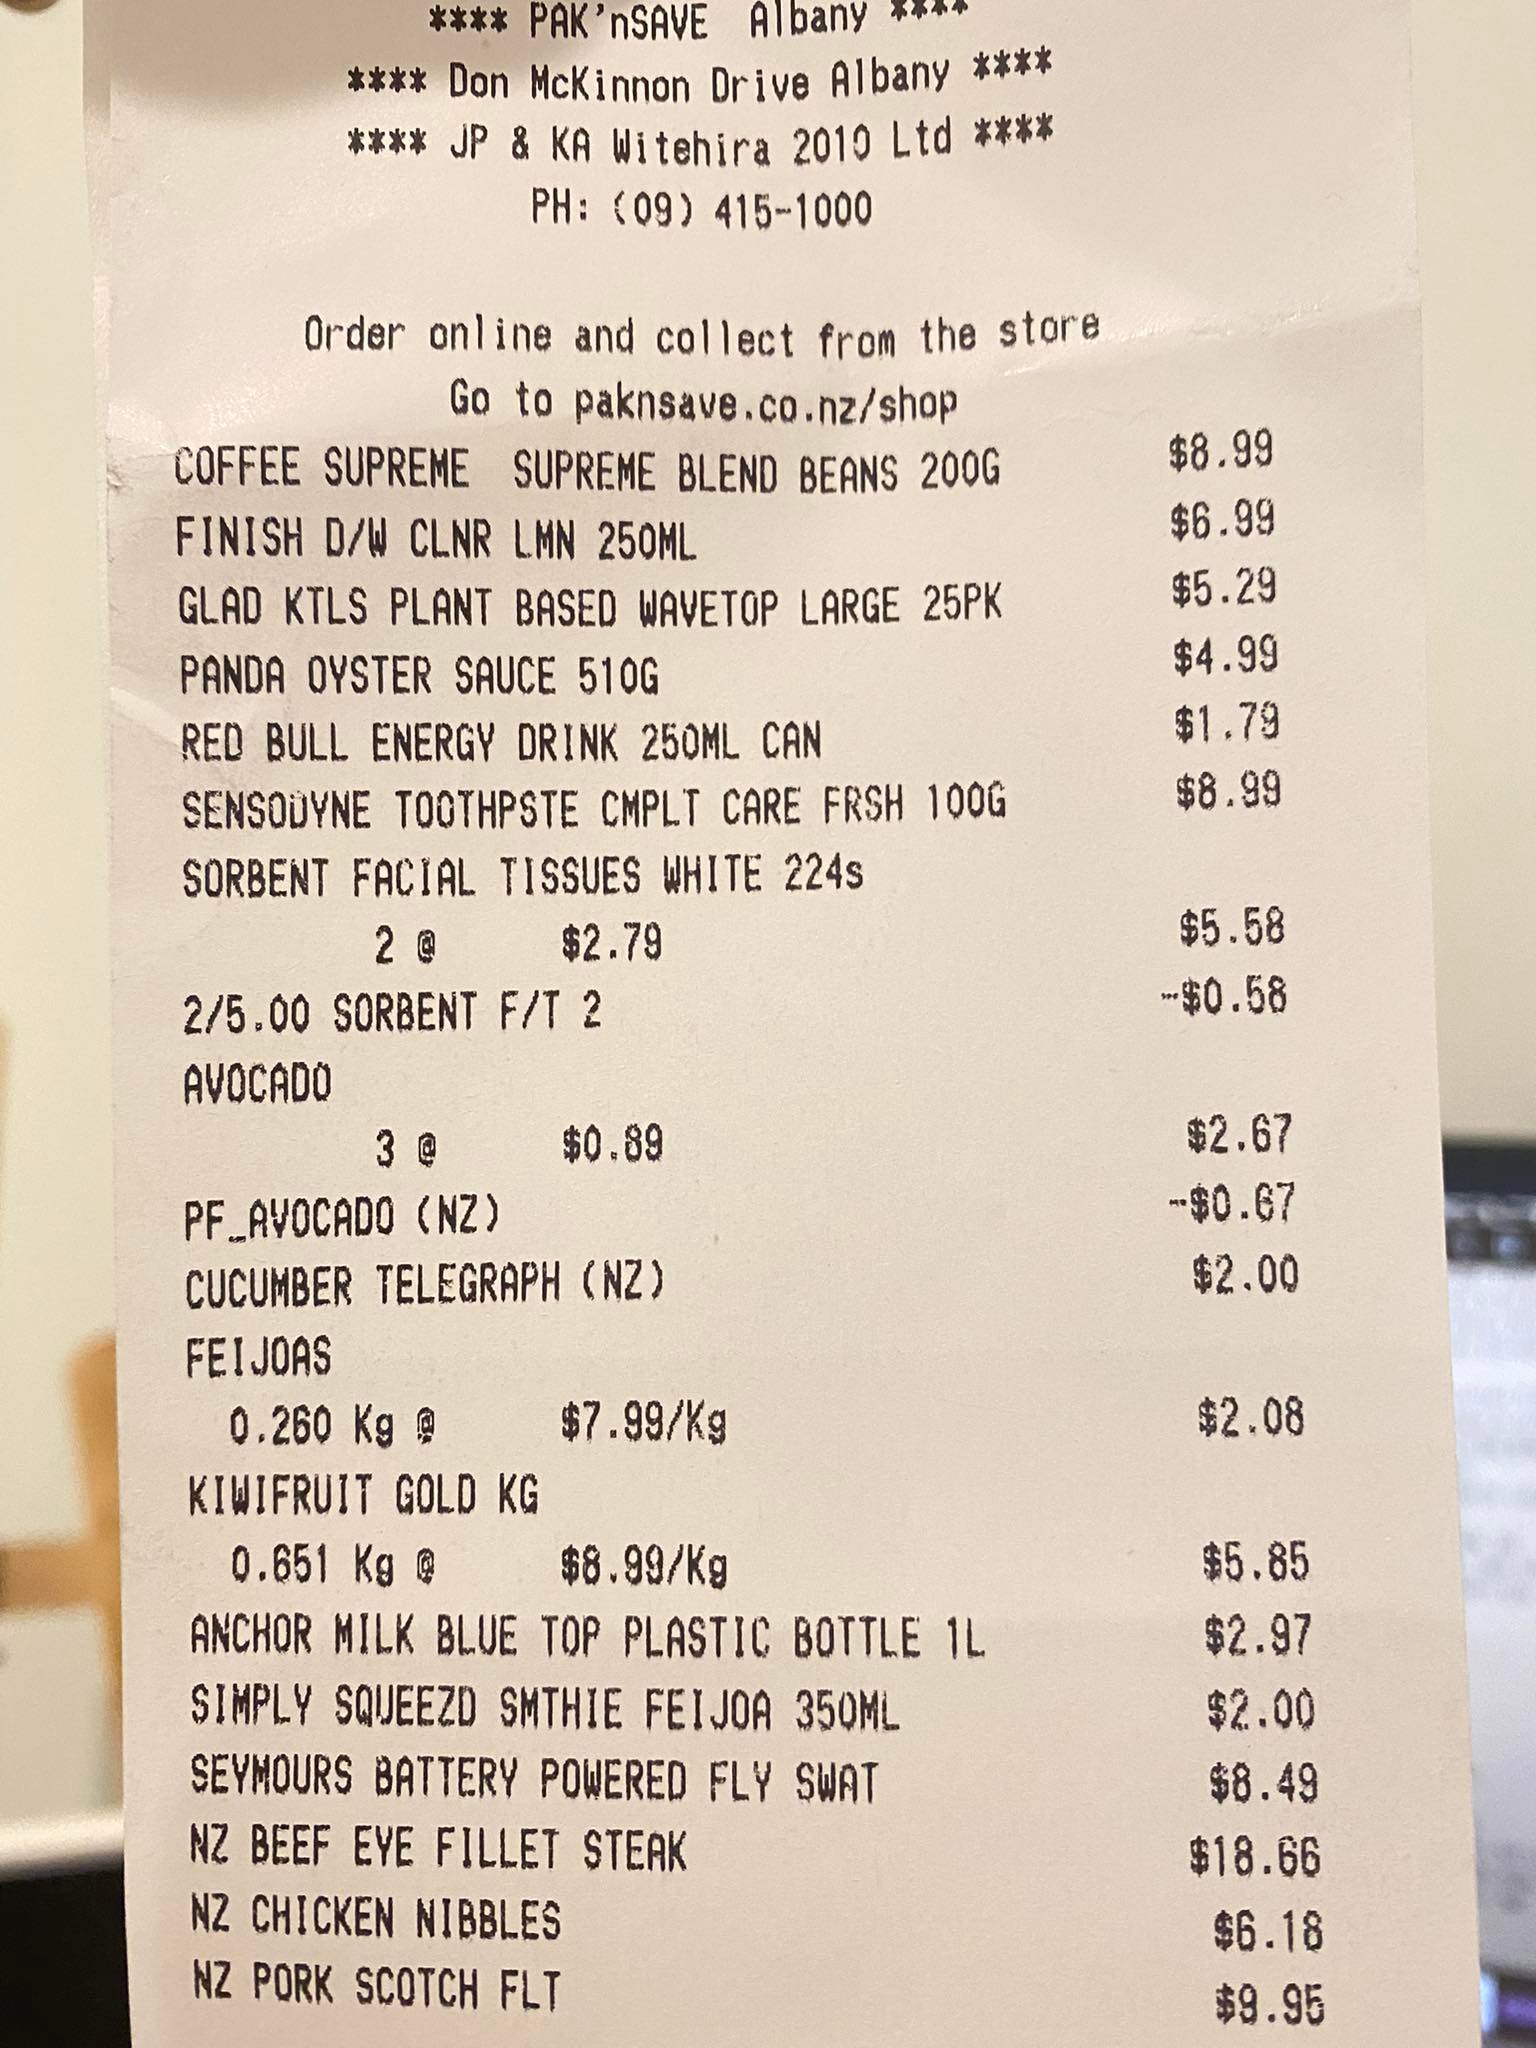 **** PAK'nSAVE Albany ****
**** Don McKinnon Drive Albany ****
**** JP & KA Witehira 2010 Ltd ****
PH: (09) 415-1000
Order online and collect from the store
Go to paknsave.co.nz/shop
COFFEE SUPREME SUPREME BLEND BEANS 200G $8.99
FINISH D/W CLNR LMN 250ML $6.99
GLAD KTLS PLANT BASED WAVETOP LARGE 25PK $5.29
PANDA OYSTER SAUCE 510G $4.99
RED BULL ENERGY DRINK 250ML CAN $1.79
SENSODYNE TOOTHPSTE CMPLT CARE FRSH 100G $8.99
SORBENT FACIAL TISSUES WHITE 224s
2 @ $2.79 $5.58
2/5.00 SORBENT F/T 2 -$0.58
AVOCADO
3 @ $0.89 $2.67
PF_AVOCADO (NZ) -$0.67
CUCUMBER TELEGRAPH (NZ) $2.00
FEIJOAS
0.260 Kg @ $7.99/Kg $2.08
KIWIFRUIT GOLD KG
0.651 Kg @ $8.99/Kg $5.85
ANCHOR MILK BLUE TOP PLASTIC BOTTLE 1L $2.97
SIMPLY SQUEEZD SMTHIE FEIJOA 350ML $2.00
SEYMOURS BATTERY POWERED FLY SWAT $8.49
NZ BEEF EYE FILLET STEAK $18.66
NZ CHICKEN NIBBLES $6.18
NZ PORK SCOTCH FLT $9.95